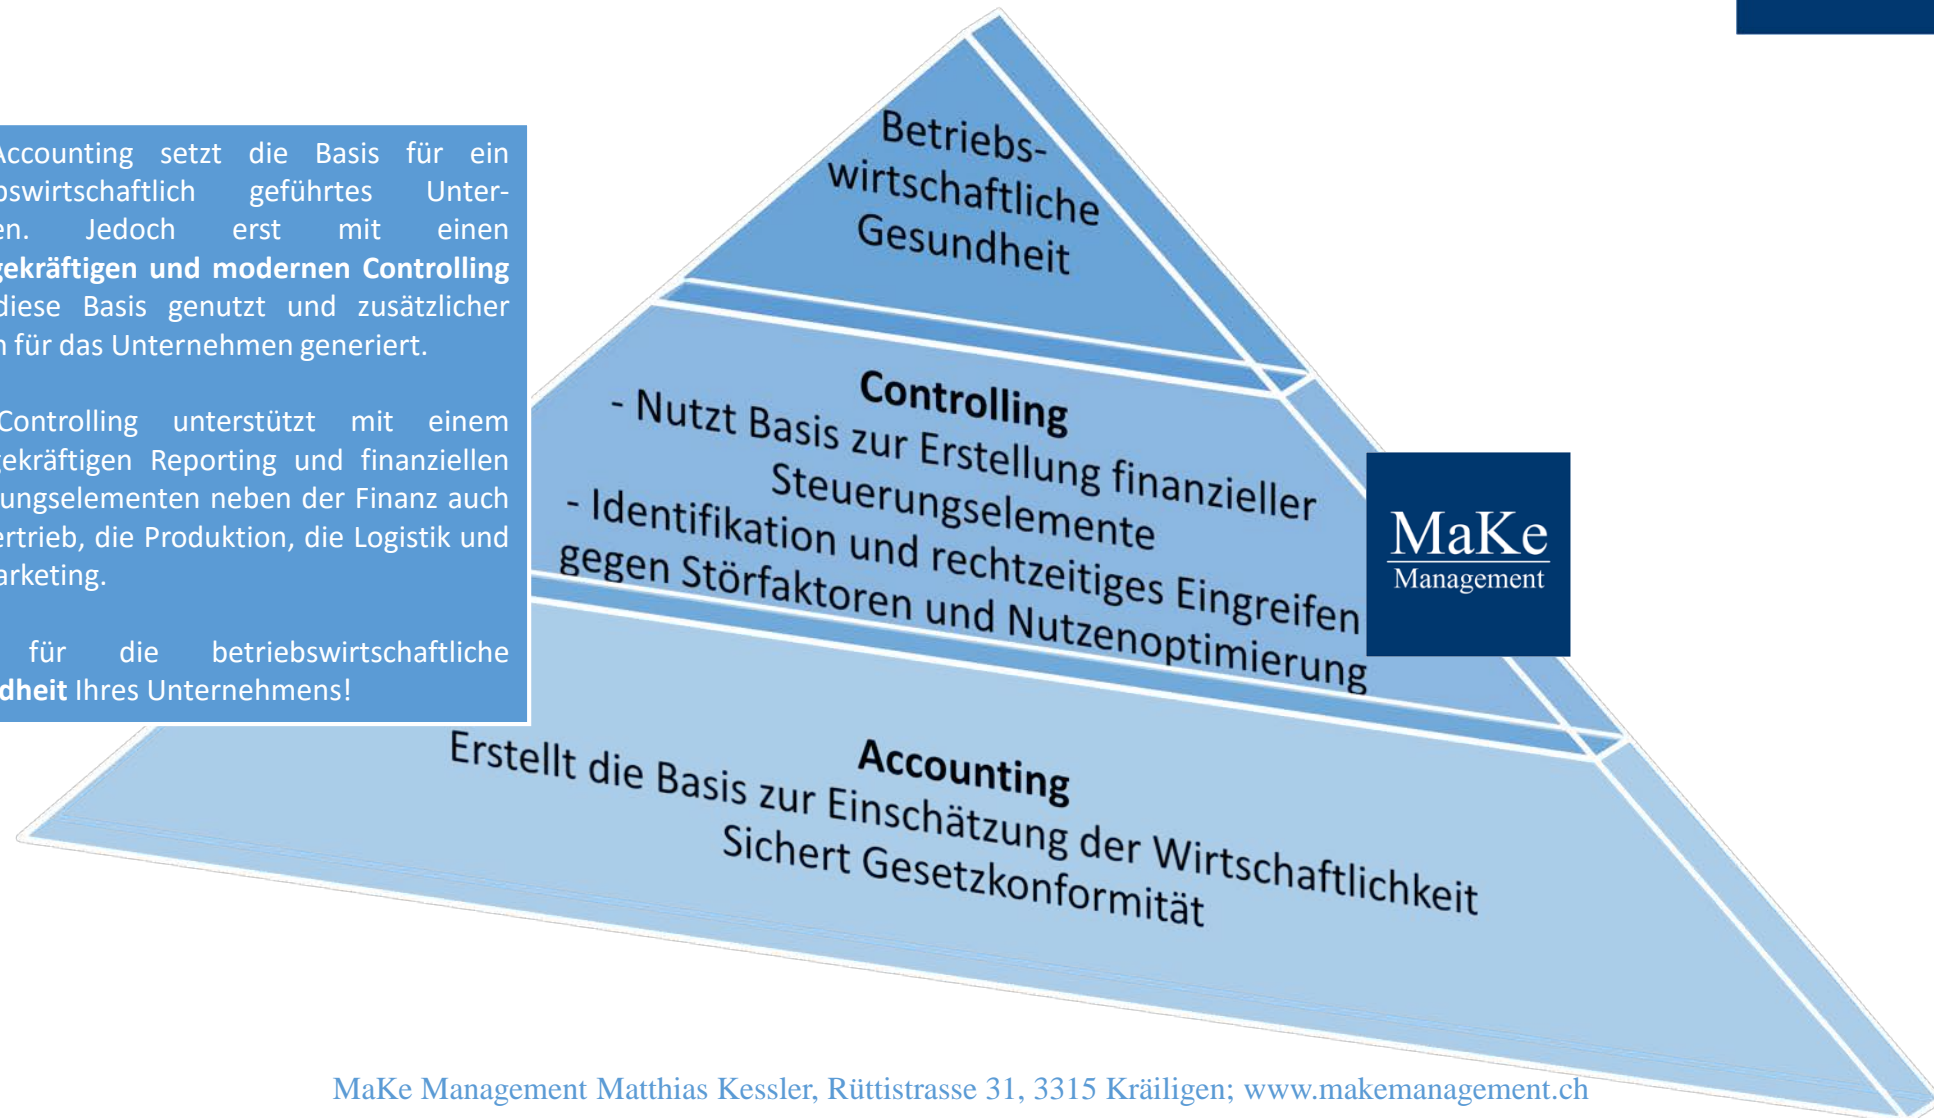 Accounting setzt die Basis für ein
bswirtschaftlich geführtes Unter-
en. Jedoch erst mit einen
gekräftigen und modernen Controlling
diese Basis genutzt und zusätzlicher
n für das Unternehmen generiert.
Controlling unterstützt mit einem
gekräftigen Reporting und finanziellen
ungselementen neben der Finanz auch
ertrieb, die Produktion, die Logistik und
arketing.
für die betriebswirtschaftliche
dheit Ihres Unternehmens!
Betriebs-
wirtschaftliche
Gesundheit
Controlling
- Nutzt Basis zur Erstellung finanzieller
Steuerungselemente
- Identifikation und rechtzeitiges Eingreifen
gegen Störfaktoren und Nutzenoptimierung
MaKe
Management
Accounting
Erstellt die Basis zur Einschätzung der Wirtschaftlichkeit
Sichert Gesetzkonformität
MaKe Management Matthias Kessler, Rüttistrasse 31, 3315 Kräiligen; www.makemanagement.ch